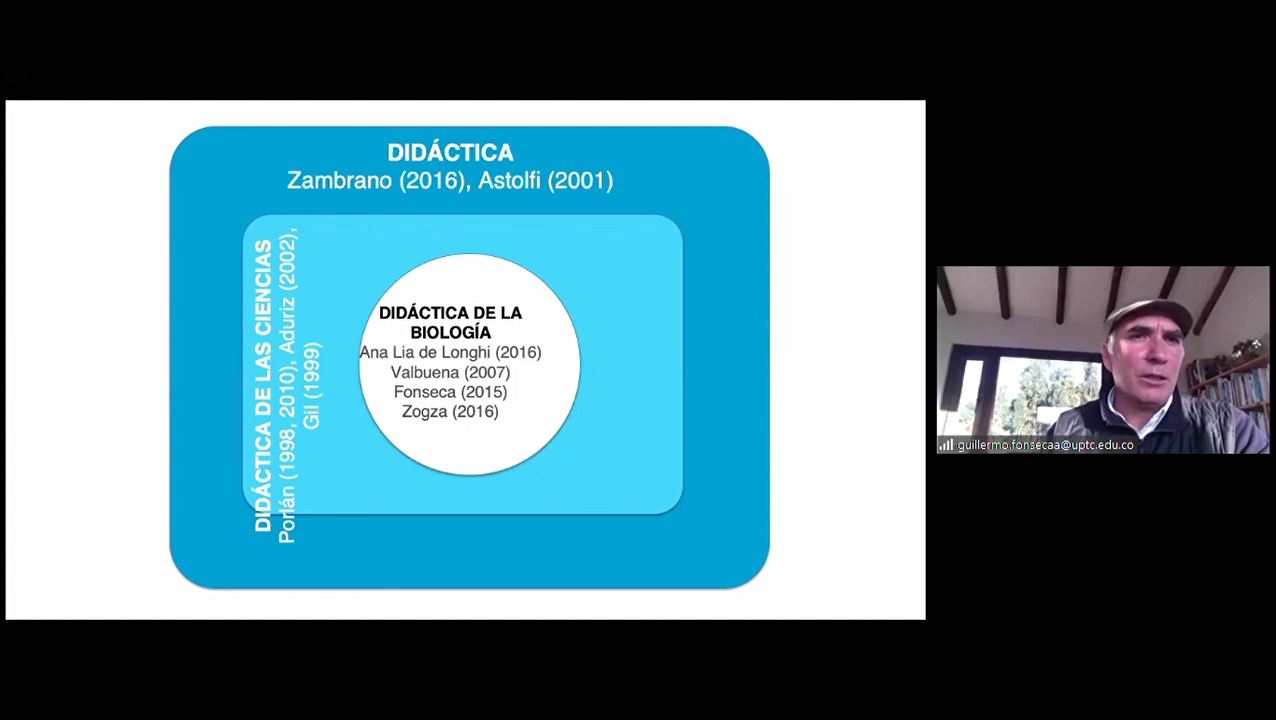 DIDÁCTICA
Zambrano (2016), Astolfi (2001)
DIDÁCTICA DE LAS CIENCIAS
Porlán (1998, 2010), Aduriz (2002),
Gil (1999)
DIDÁCTICA DE LA
BIOLOGÍA
Ana Lia de Longhi (2016)
Valbuena (2007)
Fonseca (2015)
Zogza (2016)
guillermo.fonsecaa@uptc.edu.co